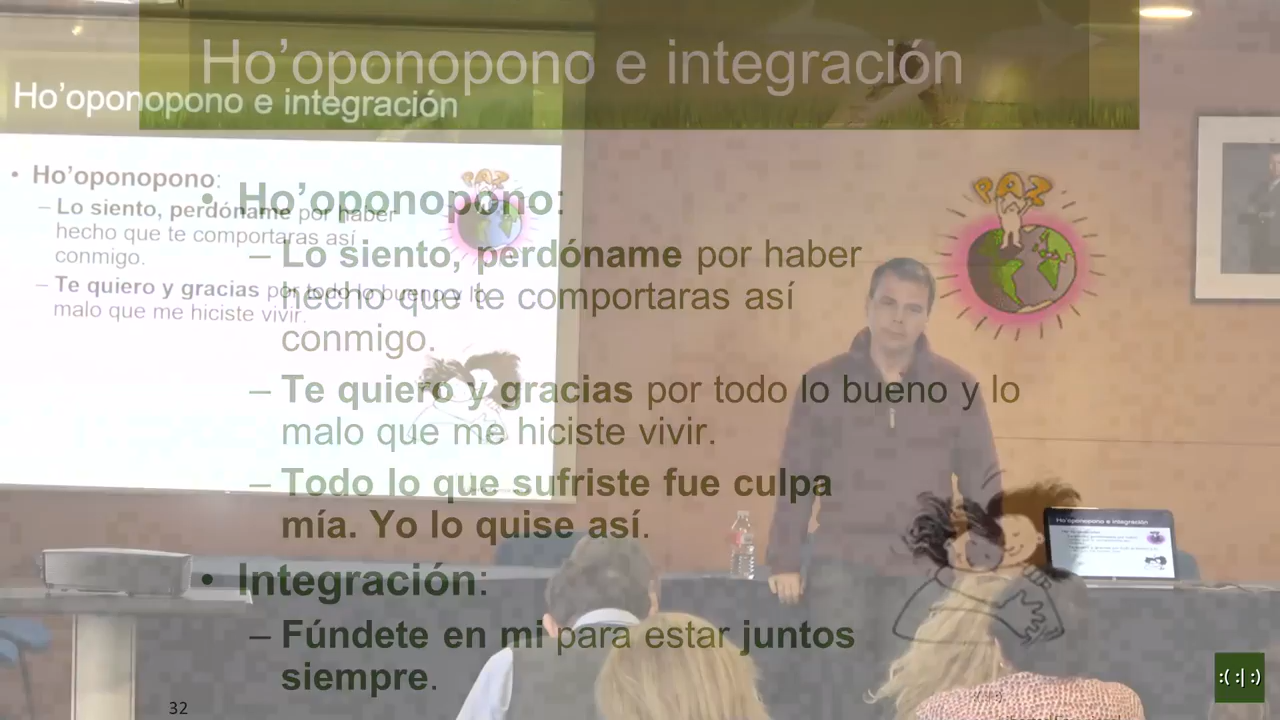 Ho’oponopono e integración
• Ho’oponopono:
– Lo siento, perdóname por haber
hecho que te comportaras así
conmigo.
– Te quiero y gracias por todo lo bueno y lo
malo que me hiciste vivir.
– Todo lo que sufriste fue culpa
mía. Yo lo quise así.
• Integración:
– Fúndete en mi para estar juntos
siempre.
PAZ
32
Ho’oponopono e integración
• Ho’oponopono:
– Lo siento, perdóname por haber
hecho que te comportaras así
conmigo.
– Te quiero y gracias por todo lo bueno y lo
malo que me hiciste vivir.
PAZ
Ho'oponopono e integración
:( :| :)